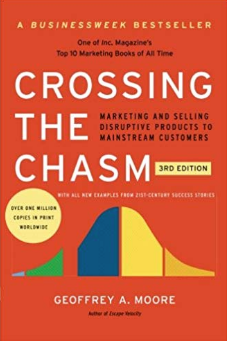 A BUSINESSWEEK BESTSELLER
One of Inc. Magazine's
Top 10 Marketing Books of All Time
CROSSING
THE
MARKETING AND SELLING
DISRUPTIVE PRODUCTS TO
MAINSTREAM CUSTOMERS
CHASM
3RD EDITION
WITH ALL NEW EXAMPLES FROM 21ST-CENTURY SUCCESS STORIES
OVER ONE
MILLION
COPIES IN PRINT
WORLDWIDE
GEOFFREY A. MOORE
Author of Escape Velocity